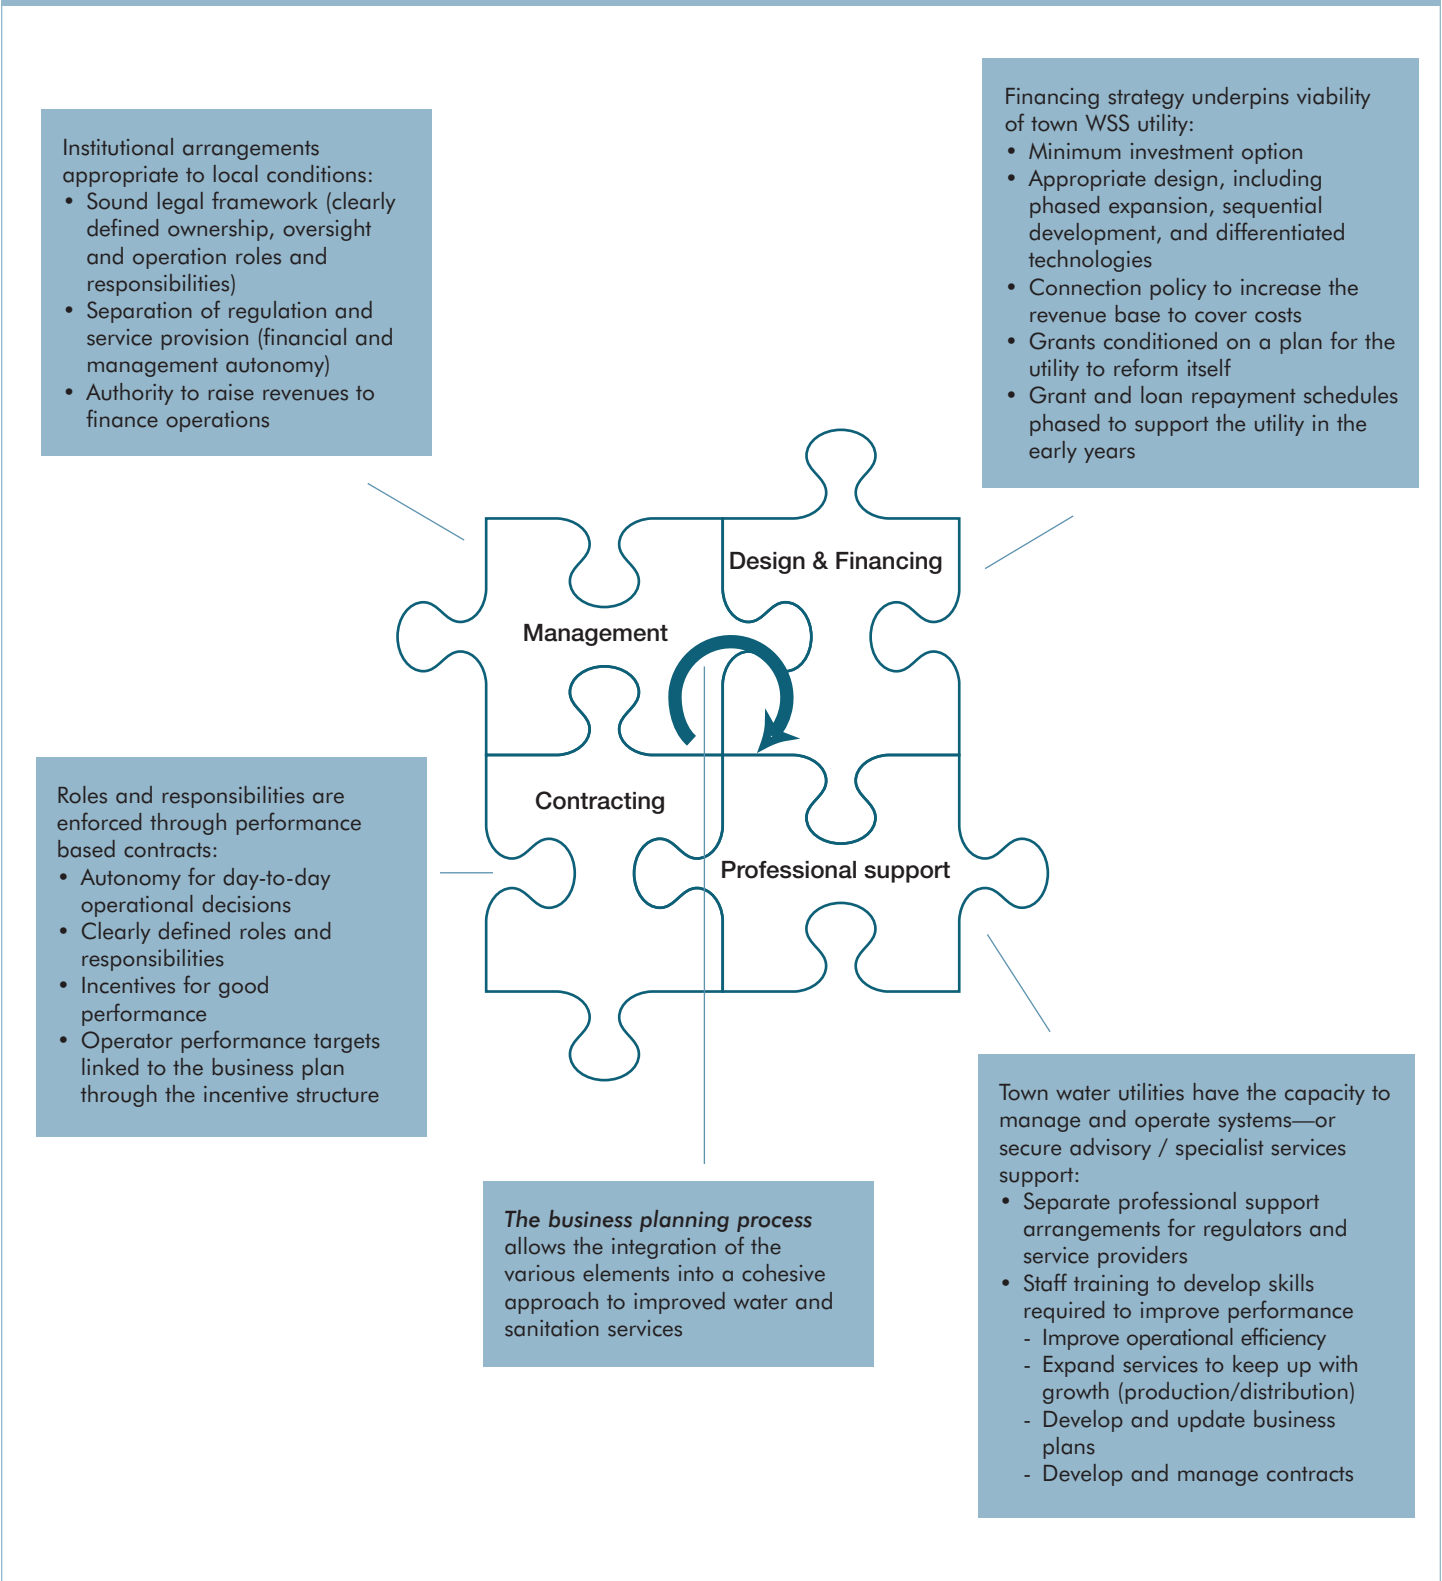 Institutional arrangements
appropriate to local conditions:
• Sound legal framework (clearly
defined ownership, oversight
and operation roles and
responsibilities)
• Separation of regulation and
service provision (financial and
management autonomy)
• Authority to raise revenues to
finance operations
Financing strategy underpins viability
of town WSS utility:
• Minimum investment option
• Appropriate design, including
phased expansion, sequential
development, and differentiated
technologies
• Connection policy to increase the
revenue base to cover costs
• Grants conditioned on a plan for the
utility to reform itself
• Grant and loan repayment schedules
phased to support the utility in the
early years
Design & Financing
Management
Contracting
Professional support
Roles and responsibilities are
enforced through performance
based contracts:
• Autonomy for day-to-day
operational decisions
• Clearly defined roles and
responsibilities
• Incentives for good
performance
• Operator performance targets
linked to the business plan
through the incentive structure
The business planning process
allows the integration of the
various elements into a cohesive
approach to improved water and
sanitation services
Town water utilities have the capacity to
manage and operate systems—or
secure advisory / specialist services
support:
• Separate professional support
arrangements for regulators and
service providers
• Staff training to develop skills
required to improve performance
- Improve operational efficiency
- Expand services to keep up with
growth (production/distribution)
- Develop and update business
plans
- Develop and manage contracts